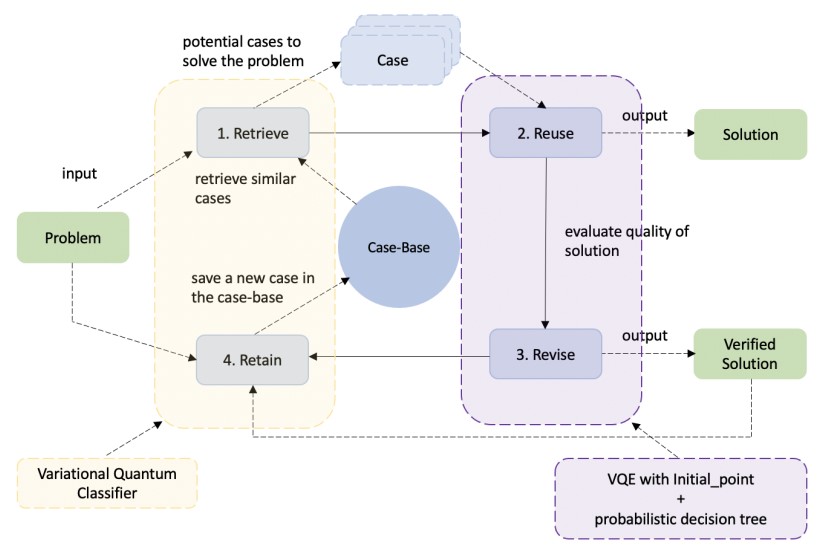 potential cases to
solve the problem
Case
1. Retrieve
2. Reuse
output
Solution
input
retrieve similar
cases
Problem
Case-Base
evaluate quality of
solution
save a new case in
the case-base
4. Retain
3. Revise
output
Verified
Solution
Variational Quantum
Classifier
VQE with Initial_point
+
probabilistic decision tree